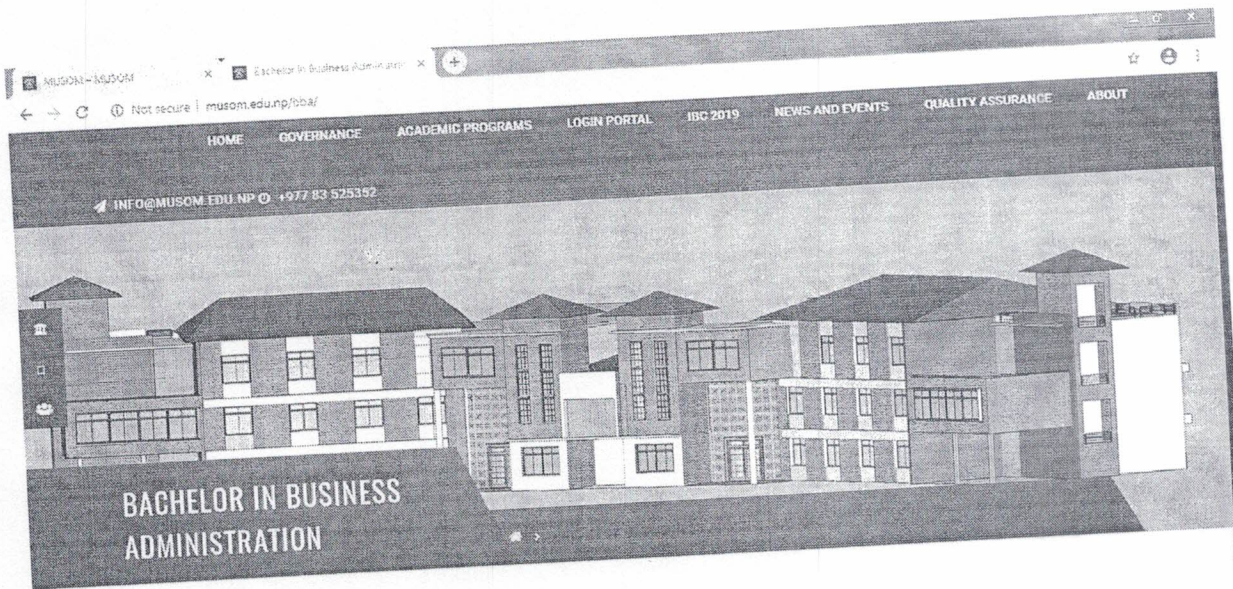 MUSOM – MUSOM
Bachelor in Business Administr
Not secure | musom.edu.np/bba/
HOME GOVERNANCE ACADEMIC PROGRAMS LOGIN PORTAL IBC 2019 NEWS AND EVENTS QUALITY ASSURANCE ABOUT
INFO@MUSOM.EDU.NP +977 83 525352
BACHELOR IN BUSINESS
ADMINISTRATION